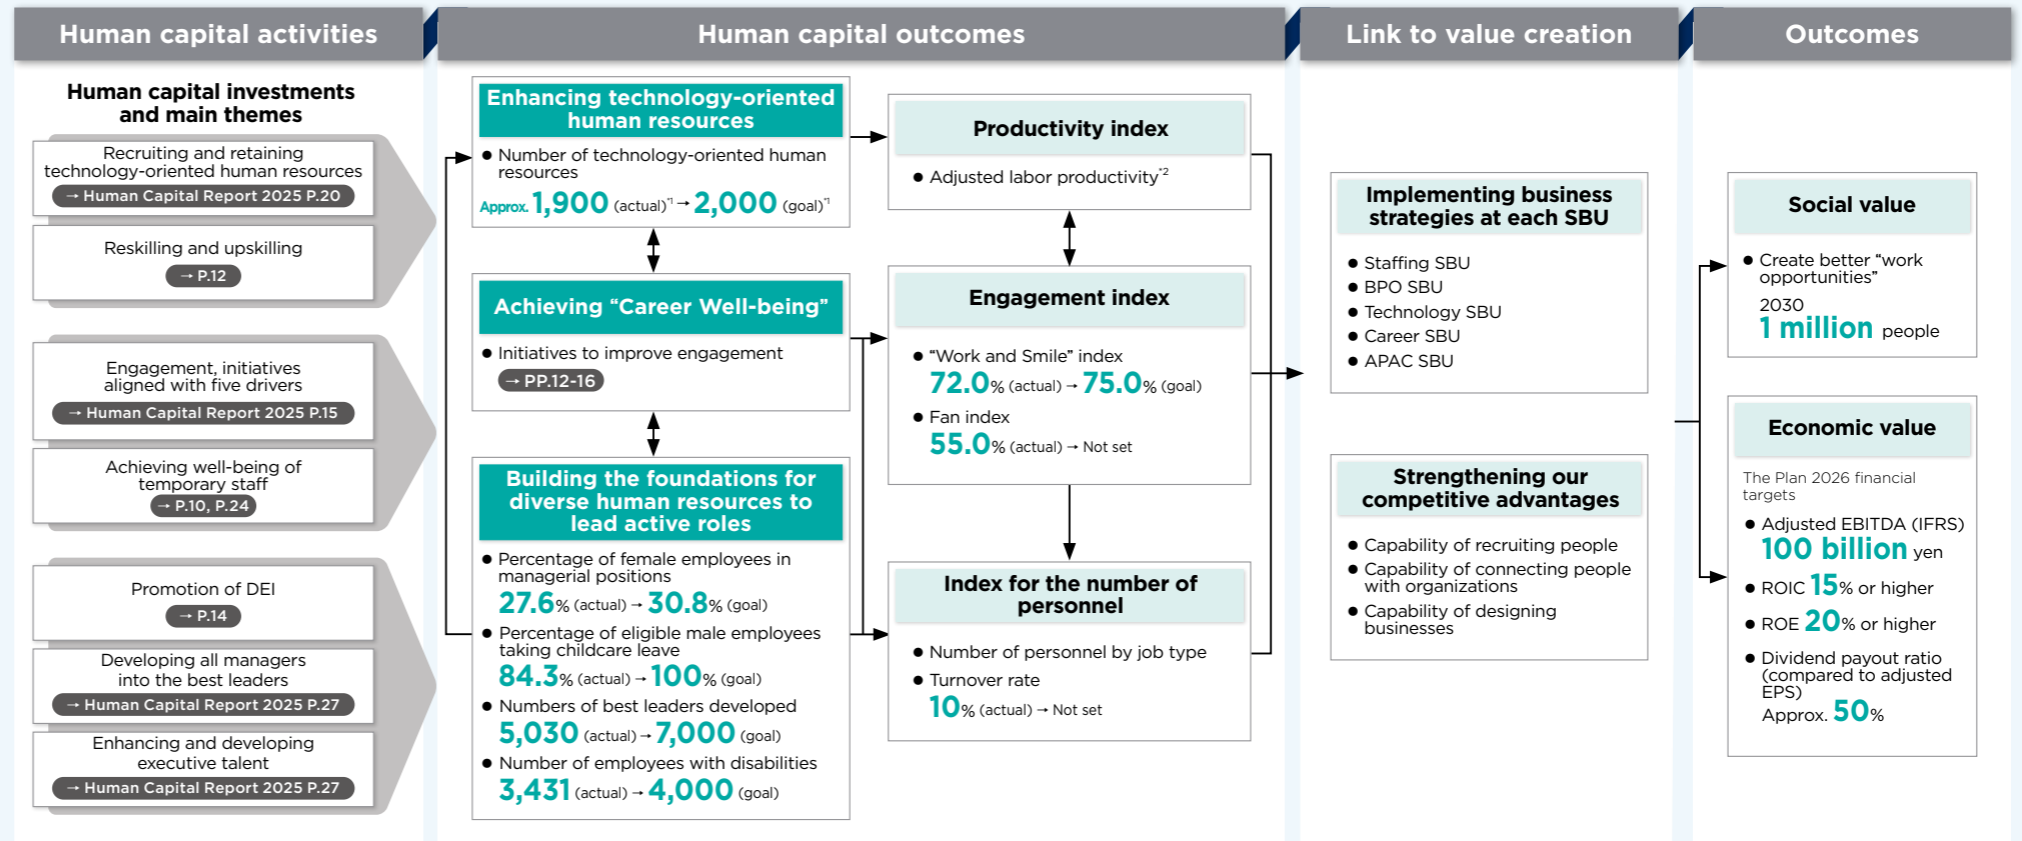 Human capital activities
Human capital investments
and main themes
Recruiting and retaining
technology-oriented human resources
→ Human Capital Report 2025 P.20
Reskilling and upskilling
→ P.12
Engagement, initiatives
aligned with five drivers
→ Human Capital Report 2025 P.15
Achieving well-being of
temporary staff
→ P.10, P.24
Promotion of DEI
→ P.14
Developing all managers
into the best leaders
→ Human Capital Report 2025 P.27
Enhancing and developing
executive talent
→ Human Capital Report 2025 P.27
Human capital outcomes
Enhancing technology-oriented
human resources
● Number of technology-oriented human
resources
Approx. 1,900 (actual)*1 → 2,000 (goal)*1
Achieving “Career Well-being”
● Initiatives to improve engagement
→ PP.12-16
Building the foundations for
diverse human resources to
lead active roles
● Percentage of female employees in
managerial positions
27.6% (actual) → 30.8% (goal)
● Percentage of eligible male employees
taking childcare leave
84.3% (actual) → 100% (goal)
● Numbers of best leaders developed
5,030 (actual) → 7,000 (goal)
● Number of employees with disabilities
3,431 (actual) → 4,000 (goal)
Productivity index
● Adjusted labor productivity*2
Engagement index
● “Work and Smile” index
72.0% (actual) → 75.0% (goal)
● Fan index
55.0% (actual) → Not set
Index for the number of
personnel
● Number of personnel by job type
● Turnover rate
10% (actual) → Not set
Link to value creation
Implementing business
strategies at each SBU
● Staffing SBU
● BPO SBU
● Technology SBU
● Career SBU
● APAC SBU
Strengthening our
competitive advantages
● Capability of recruiting people
● Capability of connecting people
with organizations
● Capability of designing
businesses
Outcomes
Social value
● Create better “work
opportunities”
2030
1 million people
Economic value
The Plan 2026 financial
targets
● Adjusted EBITDA (IFRS)
100 billion yen
● ROIC 15% or higher
● ROE 20% or higher
● Dividend payout ratio
(compared to adjusted
EPS)
Approx. 50%